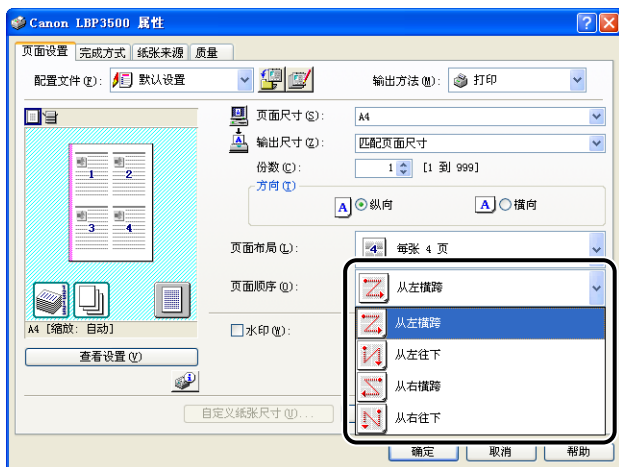 Canon LBP3500 属性
页面设置 完成方式 纸张来源 质量
配置文件(F): 默认设置 输出方法(M): 打印
页面尺寸(S): A4
输出尺寸(Z): 匹配页面尺寸
份数(C): 1 [1 到 999]
方向(T)
A 纵向 A 横向
1 2
3 4
页面布局(L): 4 每张 4 页
页面顺序(O): 从左横跨
从左横跨
从左往下
从右横跨
从右往下
A4 [缩放: 自动]
水印(W):
查看设置(V)
自定义纸张尺寸(U)...
确定 取消 帮助